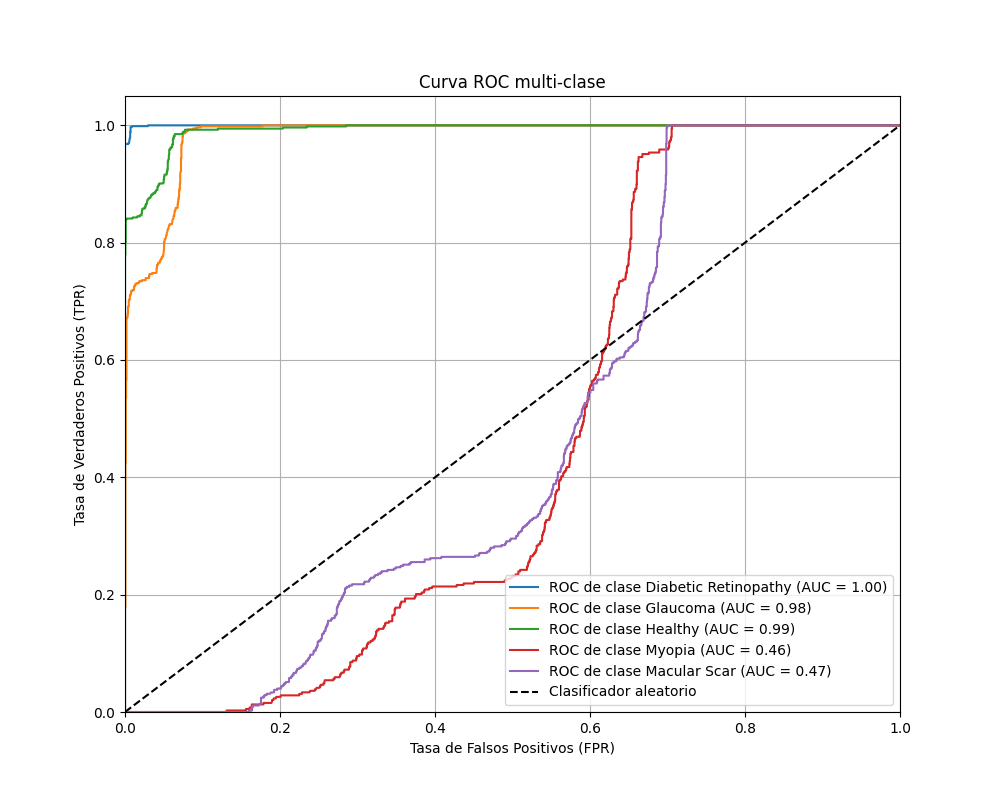 Curva ROC multi-clase
Tasa de Verdaderos Positivos (TPR)
1.0
0.8
0.6
0.4
0.2
0.0
0.0 0.2 0.4 0.6 0.8 1.0
Tasa de Falsos Positivos (FPR)
ROC de clase Diabetic Retinopathy (AUC = 1.00)
ROC de clase Glaucoma (AUC = 0.98)
ROC de clase Healthy (AUC = 0.99)
ROC de clase Myopia (AUC = 0.46)
ROC de clase Macular Scar (AUC = 0.47)
Clasificador aleatorio